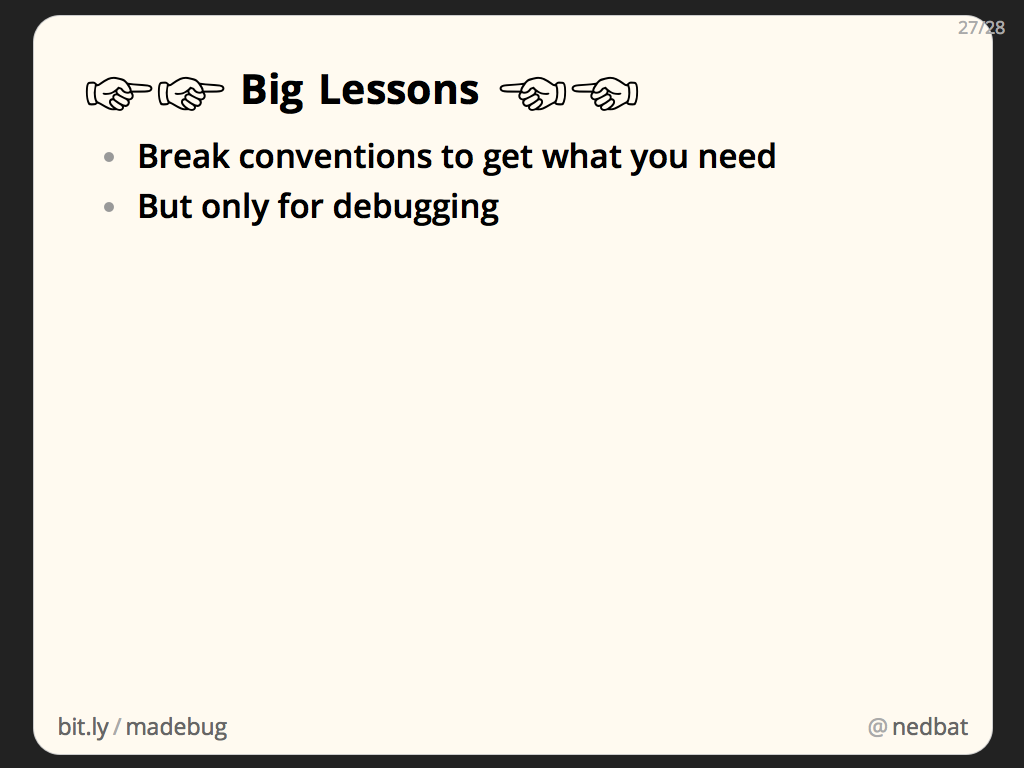 27/28
☞☞ Big Lessons ☜☜
• Break conventions to get what you need
• But only for debugging
bit.ly/madebug
@nedbat